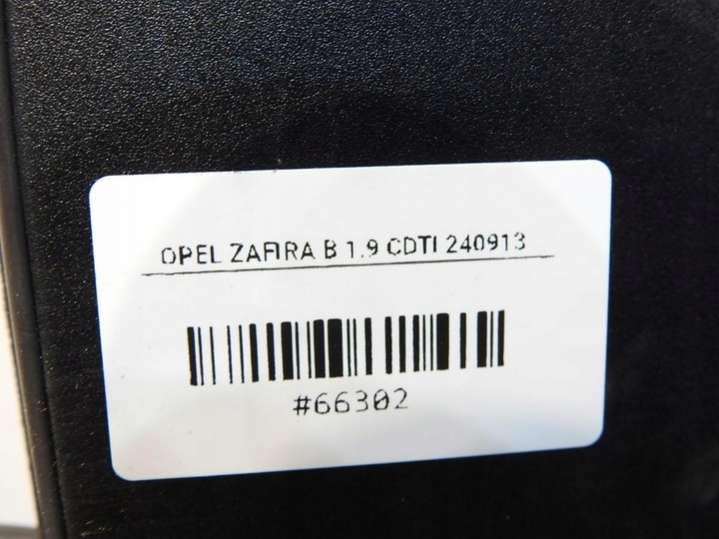 OPEL ZAFIRA B 1.9 CDTI 240913
#66302